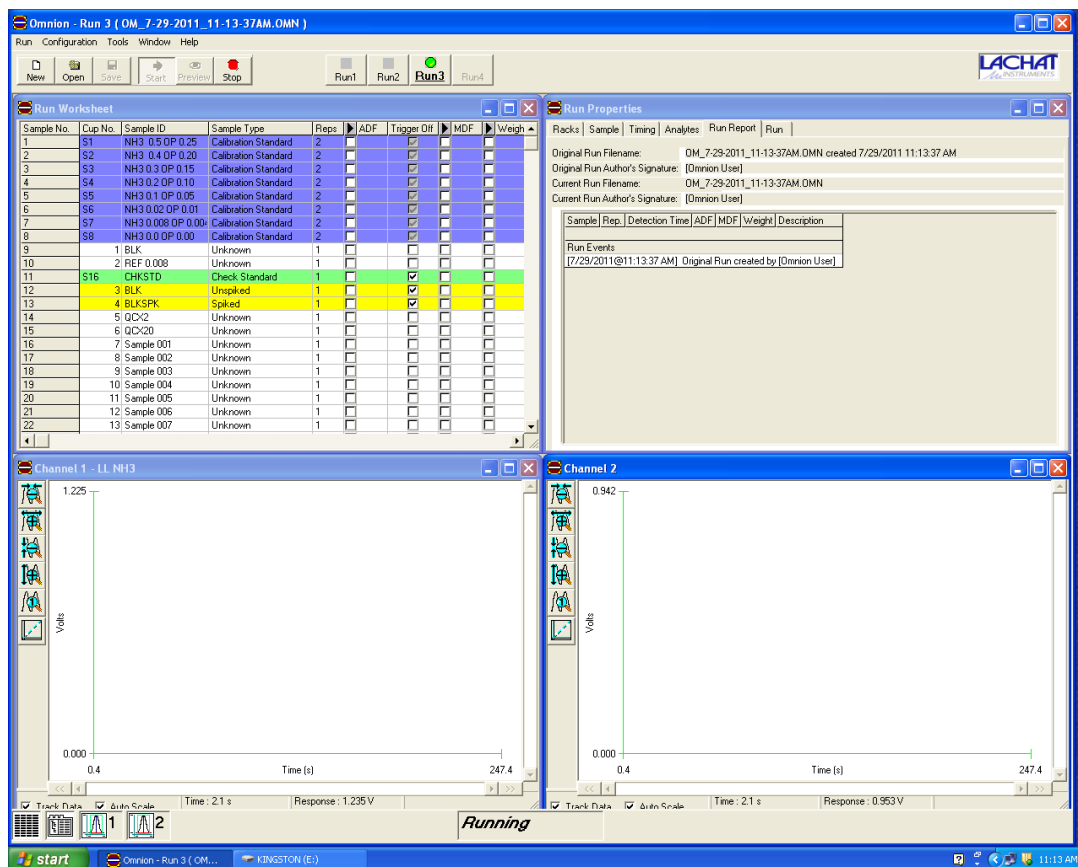 Omnion - Run 3 ( OM_7-29-2011_11-13-37AM.OMN )
Run Configuration Tools Window Help
New Open Save Start Preview Stop Run1 Run2 Run3 Run4
LACHAT
INSTRUMENTS
Run Worksheet
Sample No. Cup No. Sample ID Sample Type Reps ADF Trigger Off MDF Weigh
1 S1 NH3 0.5 OP 0.25 Calibration Standard 2
2 S2 NH3 0.4 OP 0.20 Calibration Standard 2
3 S3 NH3 0.3 OP 0.15 Calibration Standard 2
4 S4 NH3 0.2 OP 0.10 Calibration Standard 2
5 S5 NH3 0.1 OP 0.05 Calibration Standard 2
6 S6 NH3 0.02 OP 0.01 Calibration Standard 2
7 S7 NH3 0.008 OP 0.004 Calibration Standard 2
8 S8 NH3 0.0 OP 0.00 Calibration Standard 2
9 1 BLK Unknown 1
10 2 REF 0.008 Unknown 1
11 S16 CHKSTD Check Standard 1
12 3 BLK Unspiked 1
13 4 BLKSPK Spiked 1
14 5 QCX2 Unknown 1
15 6 QCX20 Unknown 1
16 7 Sample 001 Unknown 1
17 8 Sample 002 Unknown 1
18 9 Sample 003 Unknown 1
19 10 Sample 004 Unknown 1
20 11 Sample 005 Unknown 1
21 12 Sample 006 Unknown 1
22 13 Sample 007 Unknown 1
Run Properties
Racks Sample Timing Analytes Run Report Run
Original Run Filename: OM_7-29-2011_11-13-37AM.OMN created 7/29/2011 11:13:37 AM
Original Run Author's Signature: [Omnion User]
Current Run Filename: OM_7-29-2011_11-13-37AM.OMN
Current Run Author's Signature: [Omnion User]
Sample Rep. Detection Time ADF MDF Weight Description
Run Events
[7/29/2011@11:13:37 AM] Original Run created by [Omnion User]
Channel 1 - LL NH3
1.225
Volts
0.000
0.4 Time (s) 247.4
Track Data Auto Scale Time : 2.1 s Response : 1.235 V
Channel 2
0.942
Volts
0.000
0.4 Time (s) 247.4
Track Data Auto Scale Time : 2.1 s Response : 0.953 V
1 2 Running
start Omnion - Run 3 ( OM... KINGSTON (E:) 11:13 AM